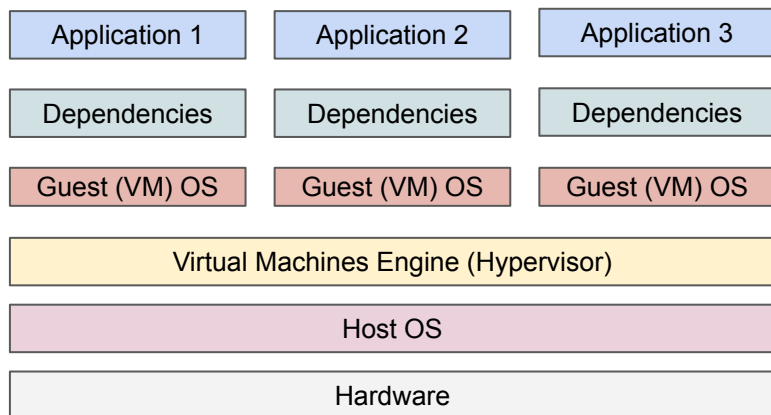 Application 1
Application 2
Application 3
Dependencies
Dependencies
Dependencies
Guest (VM) OS
Guest (VM) OS
Guest (VM) OS
Virtual Machines Engine (Hypervisor)
Host OS
Hardware